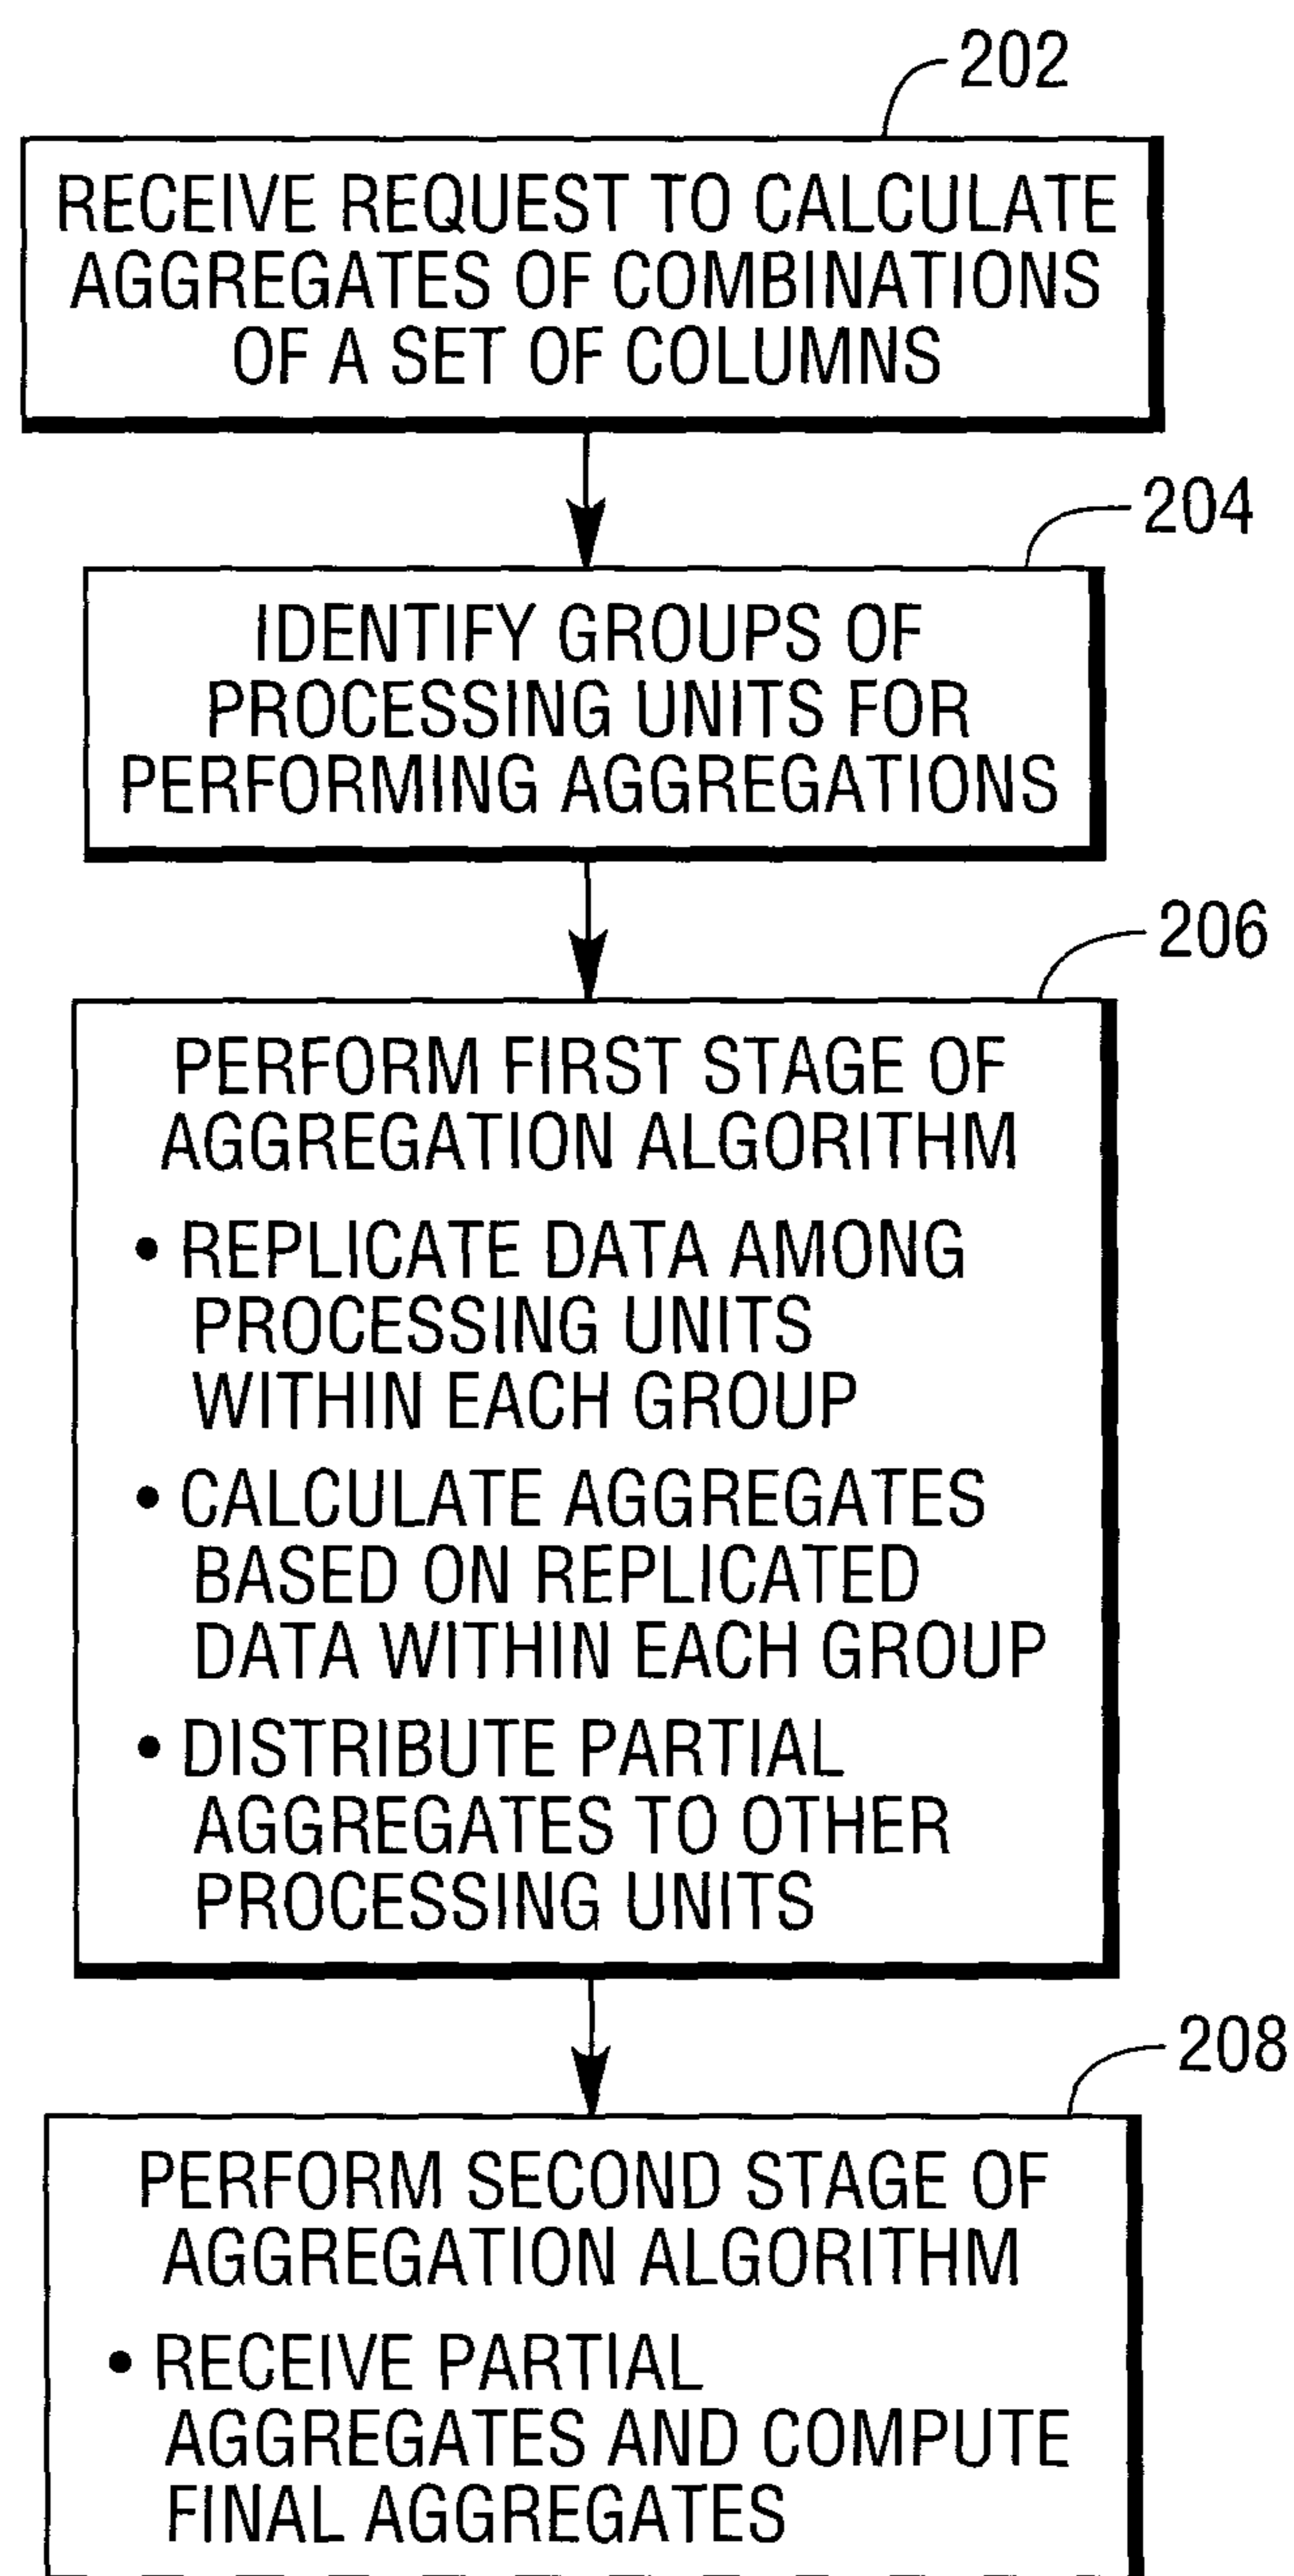 202
RECEIVE REQUEST TO CALCULATE
AGGREGATES OF COMBINATIONS
OF A SET OF COLUMNS
204
IDENTIFY GROUPS OF
PROCESSING UNITS FOR
PERFORMING AGGREGATIONS
206
PERFORM FIRST STAGE OF
AGGREGATION ALGORITHM
• REPLICATE DATA AMONG
PROCESSING UNITS
WITHIN EACH GROUP
• CALCULATE AGGREGATES
BASED ON REPLICATED
DATA WITHIN EACH GROUP
• DISTRIBUTE PARTIAL
AGGREGATES TO OTHER
PROCESSING UNITS
208
PERFORM SECOND STAGE OF
AGGREGATION ALGORITHM
• RECEIVE PARTIAL
AGGREGATES AND COMPUTE
FINAL AGGREGATES